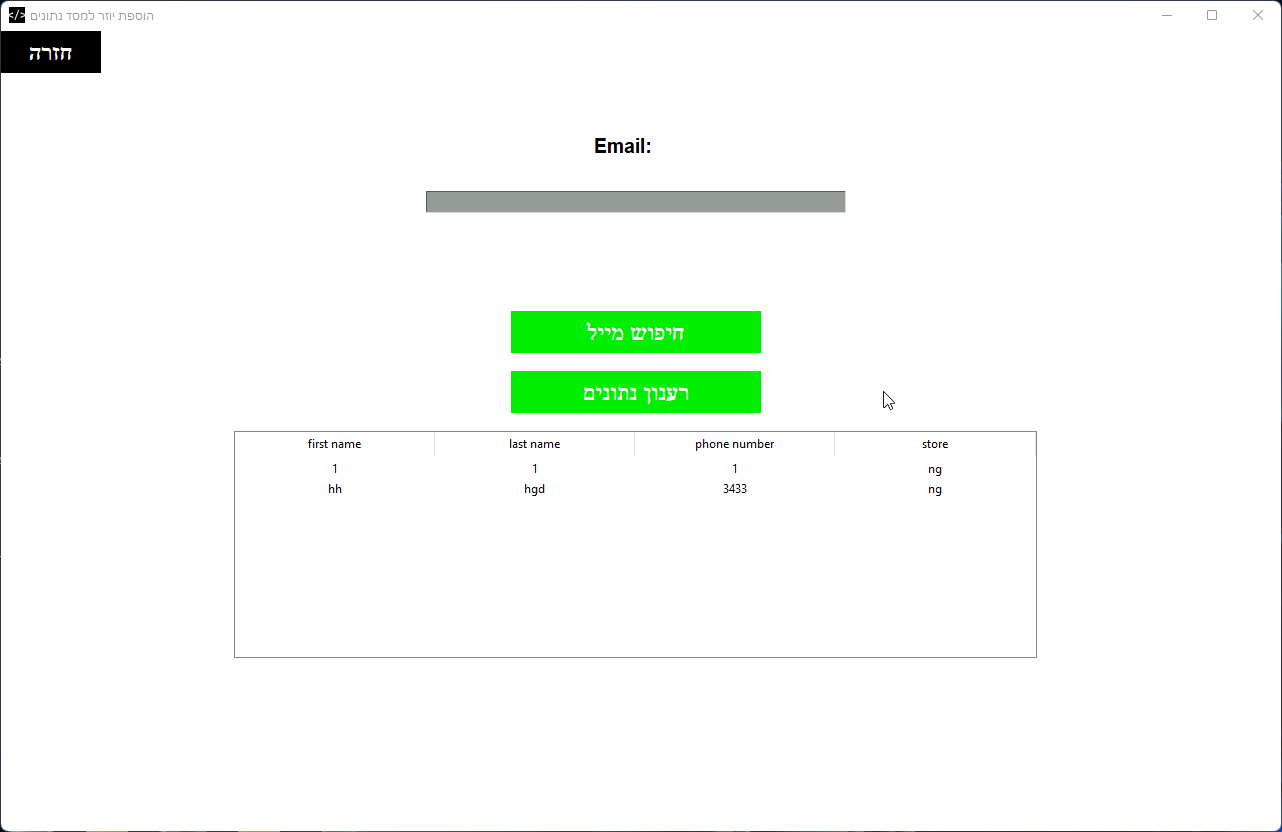 </> הוספת יוזר למסד נתונים
חזרה
Email:
חיפוש מייל
רענון נתונים
first name last name phone number store
1 1 1 ng
hh hgd 3433 ng